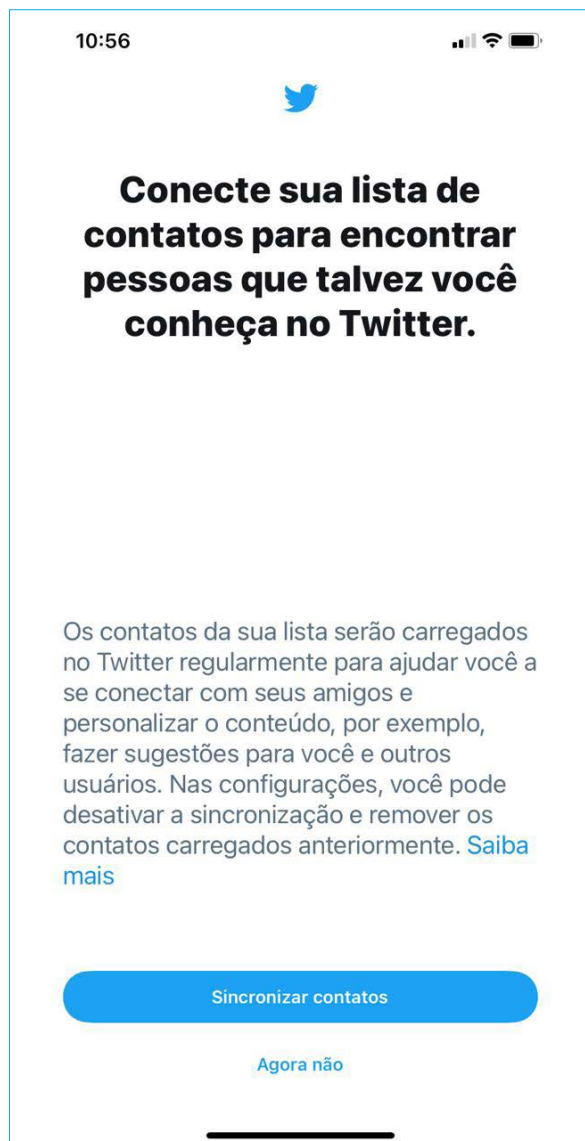 10:56
Conecte sua lista de
contatos para encontrar
pessoas que talvez você
conheça no Twitter.
Os contatos da sua lista serão carregados
no Twitter regularmente para ajudar você a
se conectar com seus amigos e
personalizar o conteúdo, por exemplo,
fazer sugestões para você e outros
usuários. Nas configurações, você pode
desativar a sincronização e remover os
contatos carregados anteriormente. Saiba
mais
Sincronizar contatos
Agora não